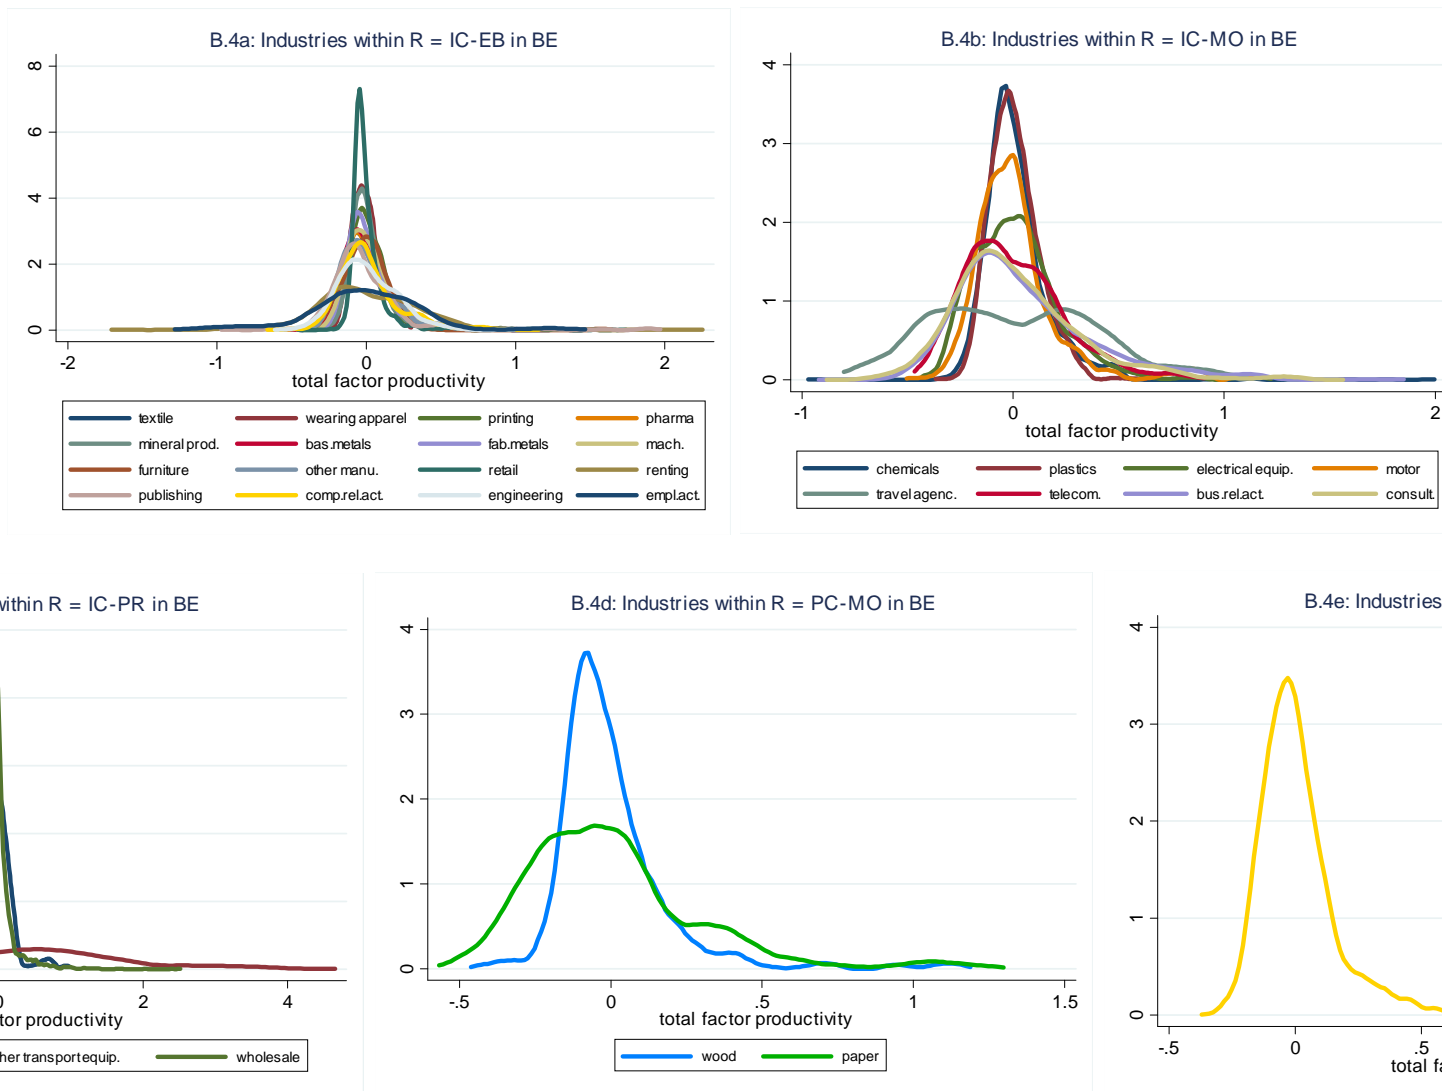 B.4a: Industries within R = IC-EB in BE
8
6
4
2
0
-2 -1 0 1 2
total factor productivity
textile wearing apparel printing pharma
mineral prod. bas.metals fab.metals mach.
furniture other manu. retail renting
publishing comp.rel.act. engineering empl.act.
B.4b: Industries within R = IC-MO in BE
4
3
2
1
0
-1 0 1 2
total factor productivity
chemicals plastics electrical equip. motor
travel agenc. telecom. bus.rel.act. consult.
within R = IC-PR in BE
0 2 4
tor productivity
her transport equip. wholesale
B.4d: Industries within R = PC-MO in BE
4
3
2
1
0
-.5 0 .5 1 1.5
total factor productivity
wood paper
B.4e: Industries
4
3
2
1
0
-.5 0 .5
total fa